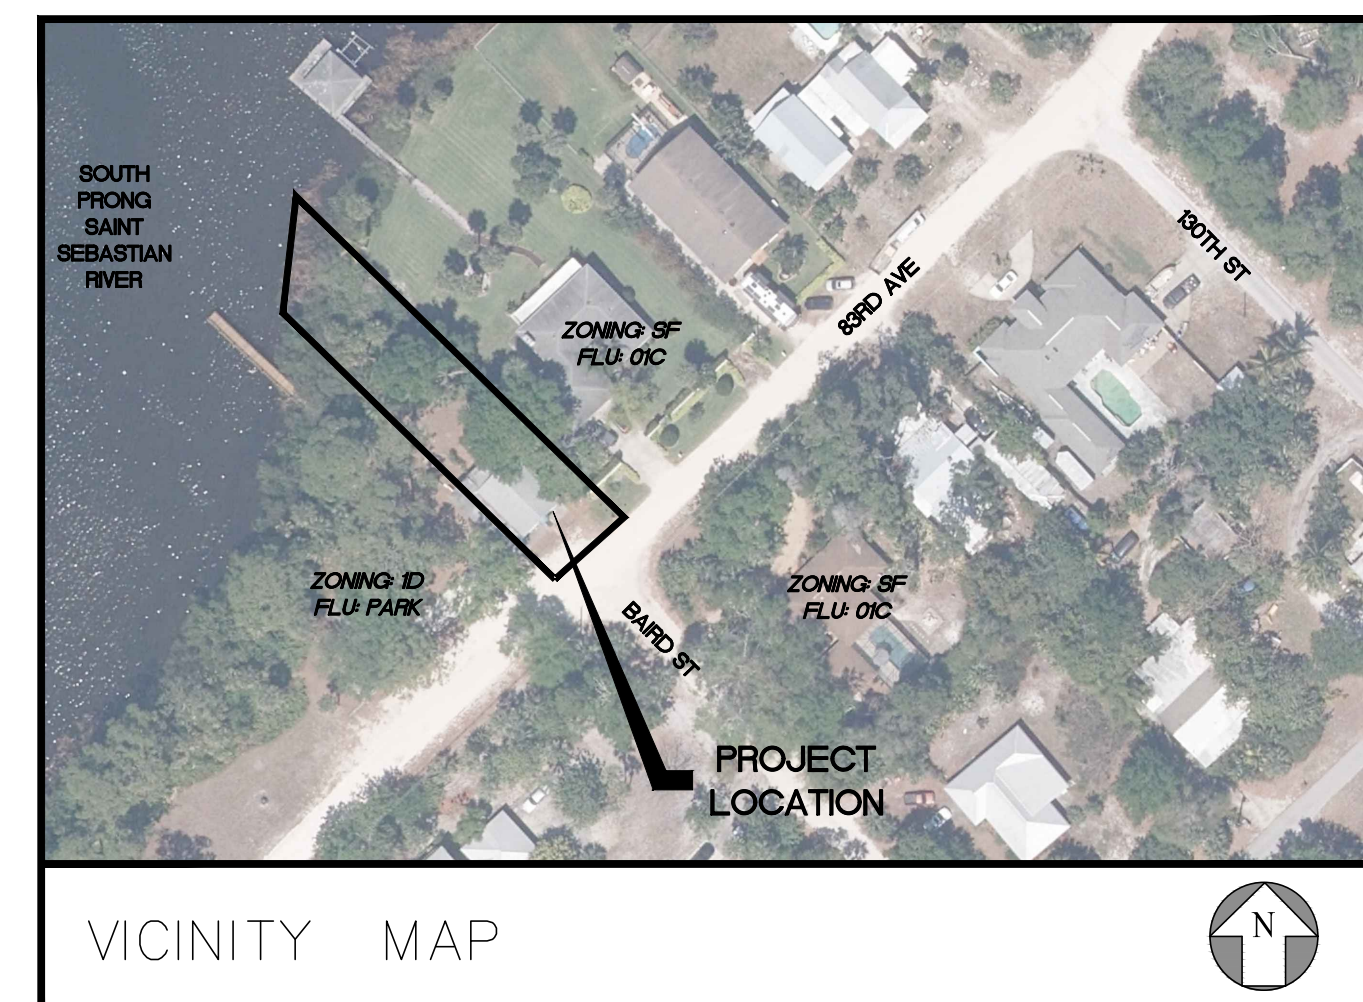 SOUTH
PRONG
SAINT
SEBASTIAN
RIVER
130TH ST
83RD AVE
ZONING: SF
FLU: 01C
ZONING: 1D
FLU: PARK
ZONING: SF
FLU: 01C
BAIRD ST
PROJECT
LOCATION
VICINITY MAP
N